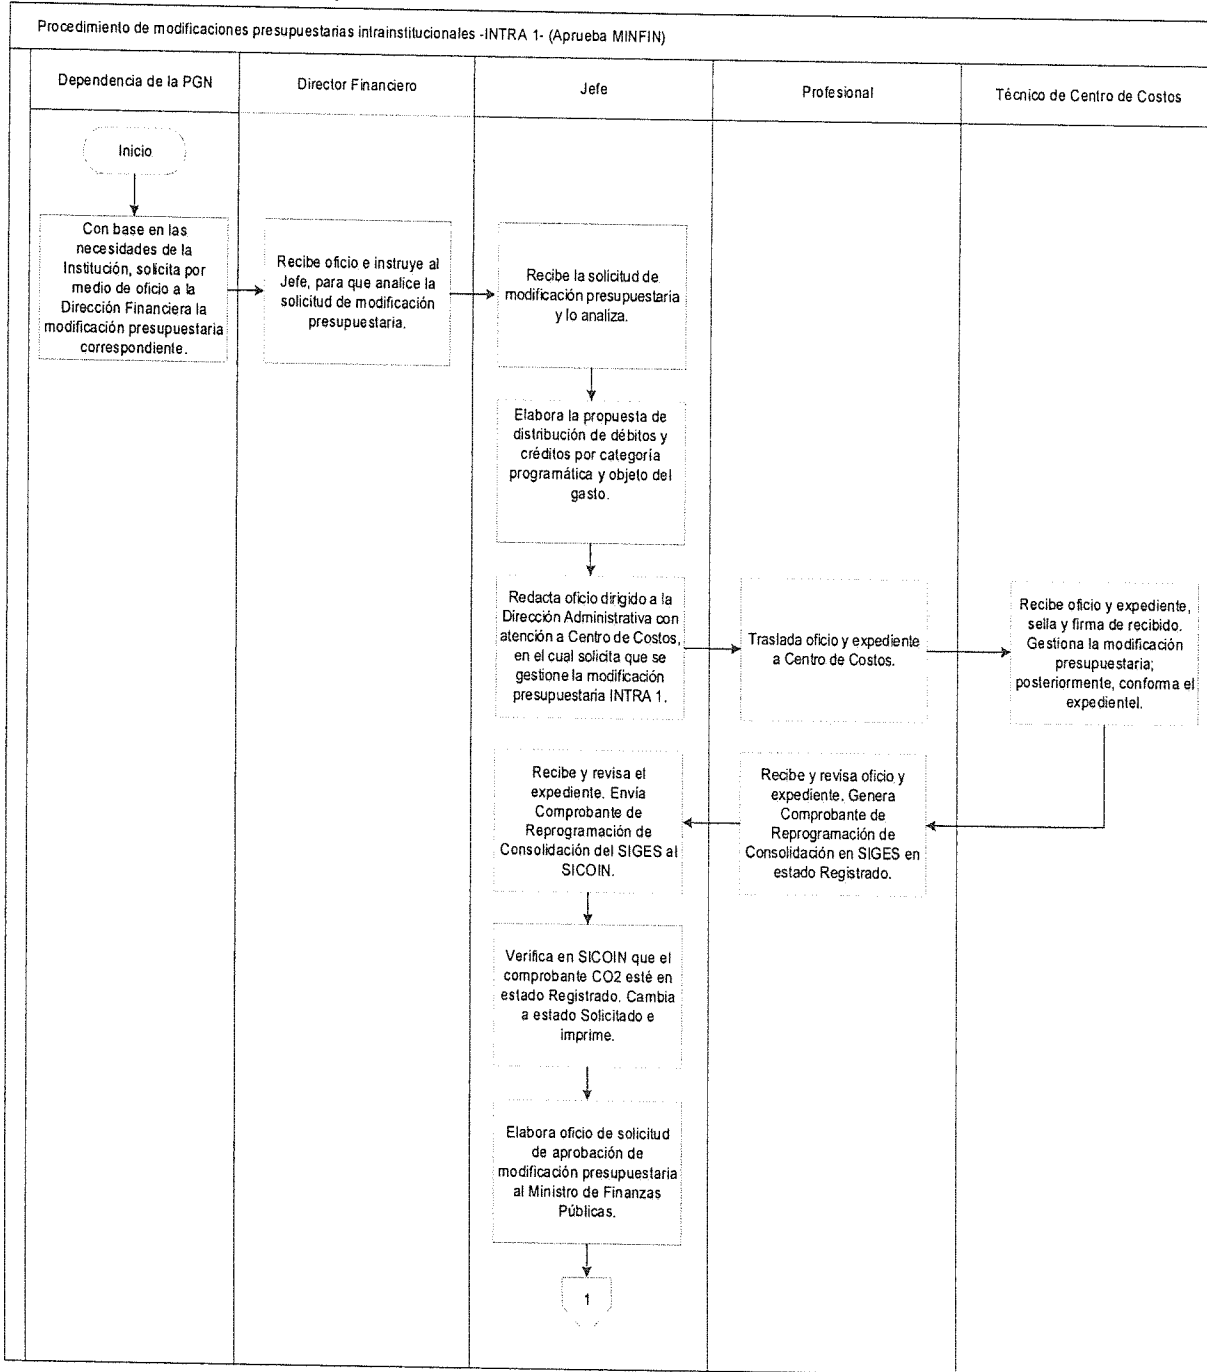 Procedimiento de modificaciones presupuestarias intrainstitucionales -INTRA 1- (Aprueba MINFIN)
Dependencia de la PGN
Director Financiero
Jefe
Profesional
Técnico de Centro de Costos
Inicio
Con base en las
necesidades de la
Institución, solicita por
medio de oficio a la
Dirección Financiera la
modificación presupuestaria
correspondiente.
Recibe oficio e instruye al
Jefe, para que analice la
solicitud de modificación
presupuestaria.
Recibe la solicitud de
modificación presupuestaria
y lo analiza.
Elabora la propuesta de
distribución de débitos y
créditos por categoría
programática y objeto del
gasto.
Redacta oficio dirigido a la
Dirección Administrativa con
atención a Centro de Costos,
en el cual solicita que se
gestione la modificación
presupuestaria INTRA 1.
Traslada oficio y expediente
a Centro de Costos.
Recibe oficio y expediente,
sella y firma de recibido.
Gestiona la modificación
presupuestaria;
posteriormente, conforma el
expedientel.
Recibe y revisa oficio y
expediente. Genera
Comprobante de
Reprogramación de
Consolidación en SIGES en
estado Registrado.
Recibe y revisa el
expediente. Envía
Comprobante de
Reprogramación de
Consolidación del SIGES al
SICOIN.
Verifica en SICOIN que el
comprobante CO2 esté en
estado Registrado. Cambia
a estado Solicitado e
imprime.
Elabora oficio de solicitud
de aprobación de
modificación presupuestaria
al Ministro de Finanzas
Públicas.
1